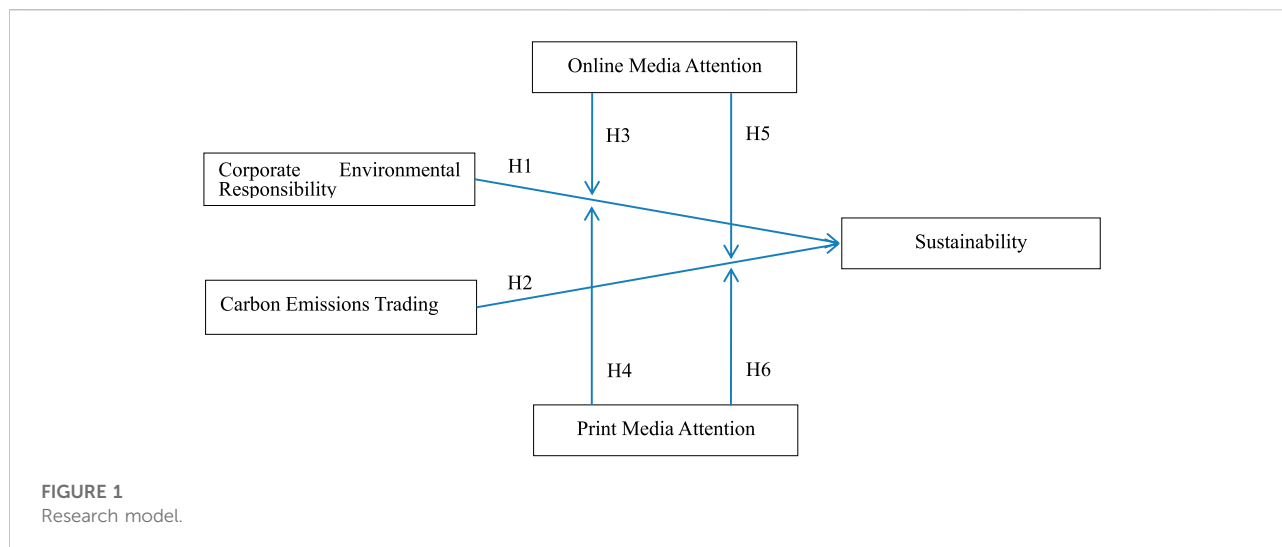 Online Media Attention
H3
H5
Corporate Environmental
Responsibility
H1
Sustainability
Carbon Emissions Trading
H2
H4
H6
Print Media Attention
FIGURE 1
Research model.